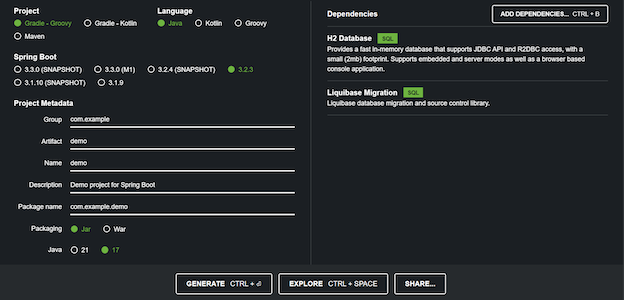 Project
Gradle - Groovy
Gradle - Kotlin
Maven
Language
Java
Kotlin
Groovy
Spring Boot
3.3.0 (SNAPSHOT)
3.3.0 (M1)
3.2.4 (SNAPSHOT)
3.2.3
3.1.10 (SNAPSHOT)
3.1.9
Project Metadata
Group com.example
Artifact demo
Name demo
Description Demo project for Spring Boot
Package name com.example.demo
Packaging Jar War
Java 21 17
Dependencies
ADD DEPENDENCIES... CTRL + B
H2 Database SQL
Provides a fast in-memory database that supports JDBC API and R2DBC access, with a
small (2mb) footprint. Supports embedded and server modes as well as a browser based
console application.
Liquibase Migration SQL
Liquibase database migration and source control library.
GENERATE CTRL + ⏎
EXPLORE CTRL + SPACE
SHARE...